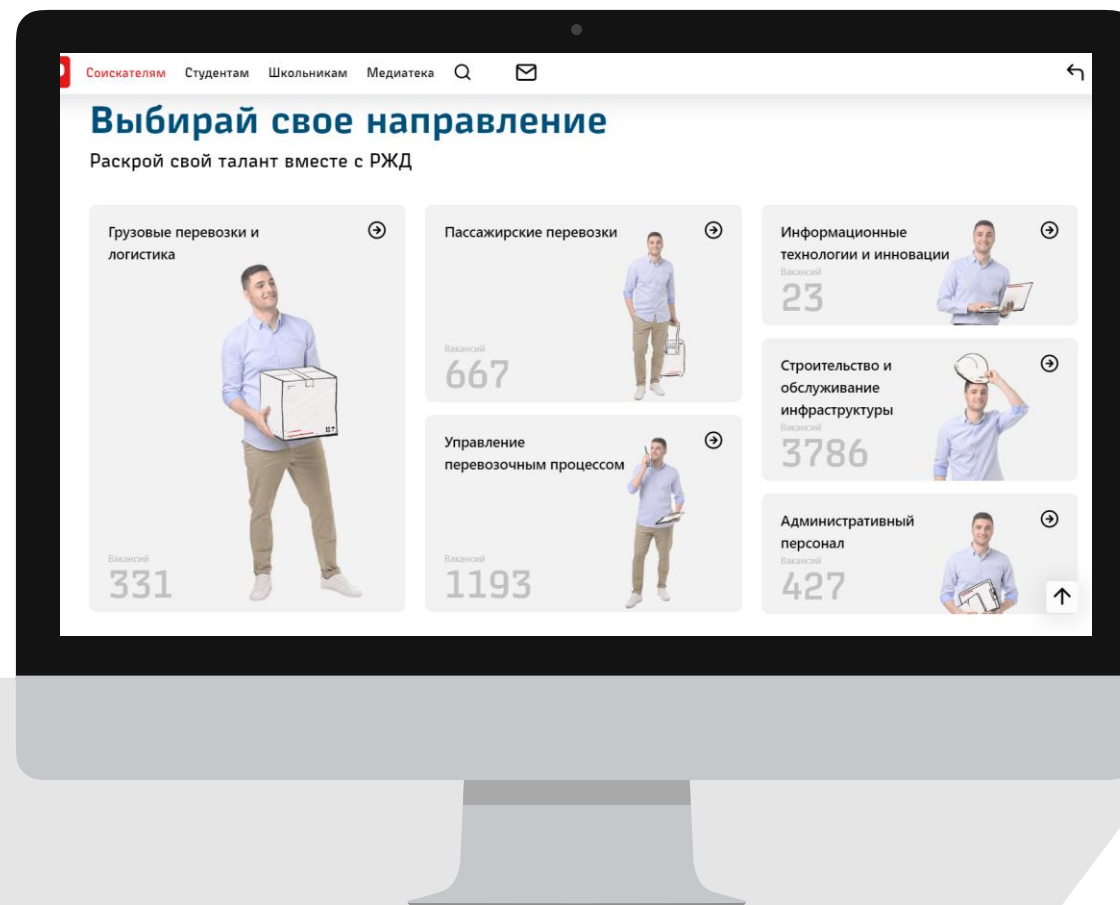 Соискателям Студентам Школьникам Медиатека
Выбирай свое направление
Раскрой свой талант вместе с РЖД
Грузовые перевозки и
логистика
Вакансий
331
Пассажирские перевозки
Вакансий
667
Управление
перевозочным процессом
Вакансий
1193
Информационные
технологии и инновации
Вакансий
23
Строительство и
обслуживание
инфраструктуры
Вакансий
3786
Административный
персонал
Вакансий
427